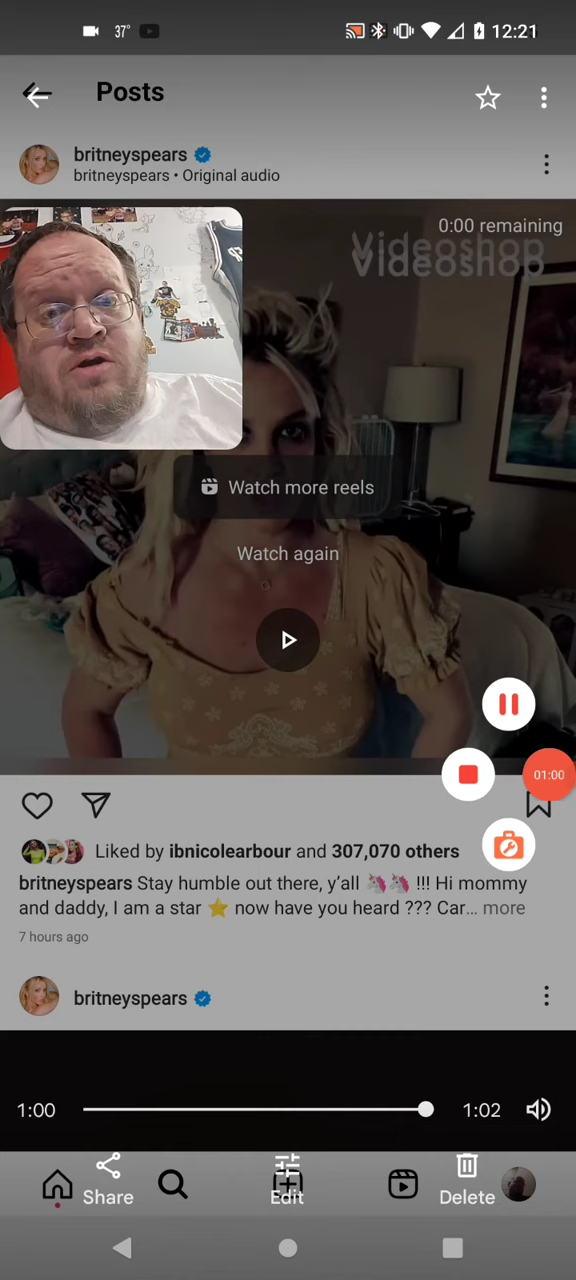 37°
12:21
Posts
britneyspears
britneyspears • Original audio
0:00 remaining
Videoshop
Videoshop
Watch more reels
Watch again
01:00
Liked by ibnicolearbour and 307,070 others
britneyspears Stay humble out there, y'all 🦄🦄 !!! Hi mommy
and daddy, I am a star ⭐ now have you heard ??? Car... more
7 hours ago
britneyspears
1:00
1:02
Share
Edit
Delete